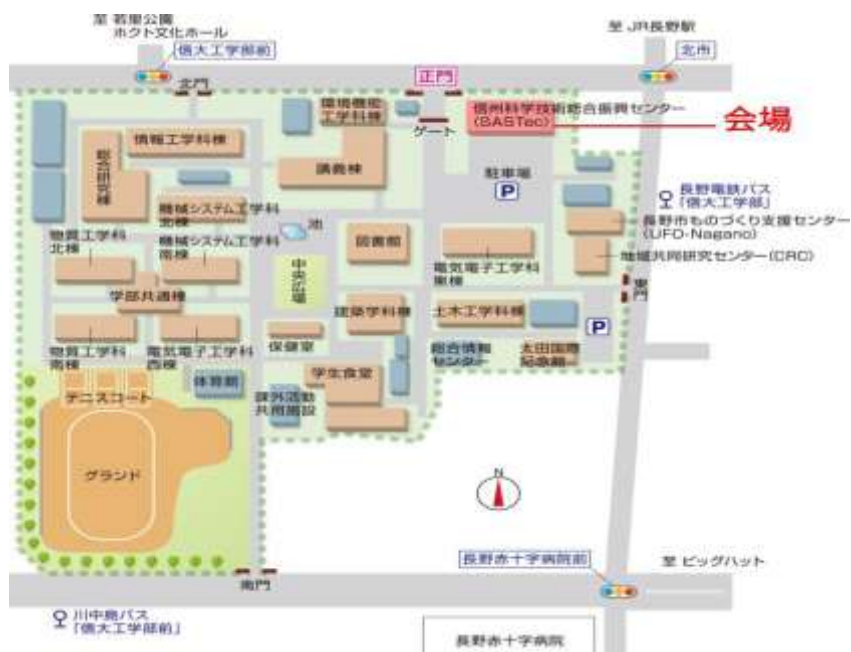 至 若里公園
ホクト文化ホール
至 JR長野駅
信大工学部前
正門
北市
北門
環境機能
工学科棟
信州科学技術総合振興センター
(SASTec)
会場
ゲート
情報工学科棟
総合研究棟
講義棟
駐車場
P
長野電鉄バス
「信大工学部」
機械システム工学科
北棟
長野市ものづくり支援センター
(UFO-Nagano)
物質工学科
北棟
機械システム工学科
南棟
池
図書館
地域共同研究センター(CRC)
電気電子工学科
東棟
中央広場
東門
学部共通棟
建築学科棟
土木工学科棟
P
物質工学科
南棟
電気電子工学科
西棟
保健室
総合情報
センター
太田国際
記念館
体育館
学生食堂
テニスコート
課外活動
共用施設
グランド
N
長野赤十字病院前
至 ビッグハット
南門
川中島バス
「信大工学部前」
長野赤十字病院